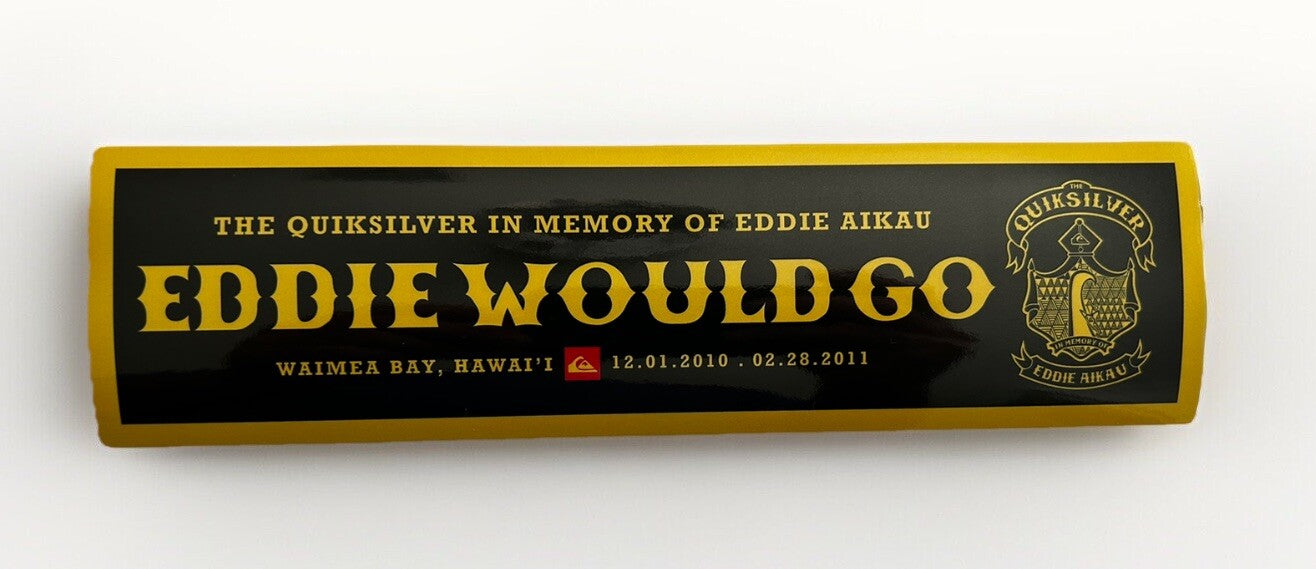 THE QUIKSILVER IN MEMORY OF EDDIE AIKAU
EDDIE WOULD GO
WAIMEA BAY, HAWAI'I 12.01.2010 . 02.28.2011
THE
QUIKSILVER
IN MEMORY OF
EDDIE AIKAU